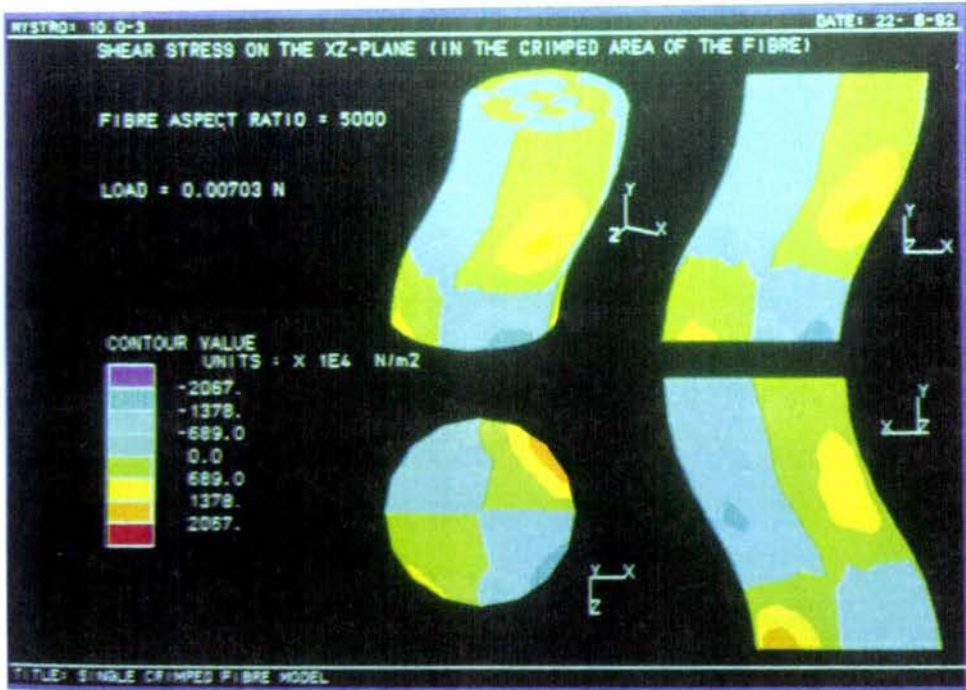 MYSTRO: 10.0-3
DATE: 22- 6-92
SHEAR STRESS ON THE XZ-PLANE (IN THE CRIMPED AREA OF THE FIBRE)
FIBRE ASPECT RATIO = 5000
LOAD = 0.00703 N
Y
Z X
Y
Z X
CONTOUR VALUE
UNITS : X 1E4 N/m2
-2067.
-1378.
-689.0
0.0
689.0
1378.
2067.
Y
X Z
Y X
Z
TITLE: SINGLE CRIMPED FIBRE MODEL